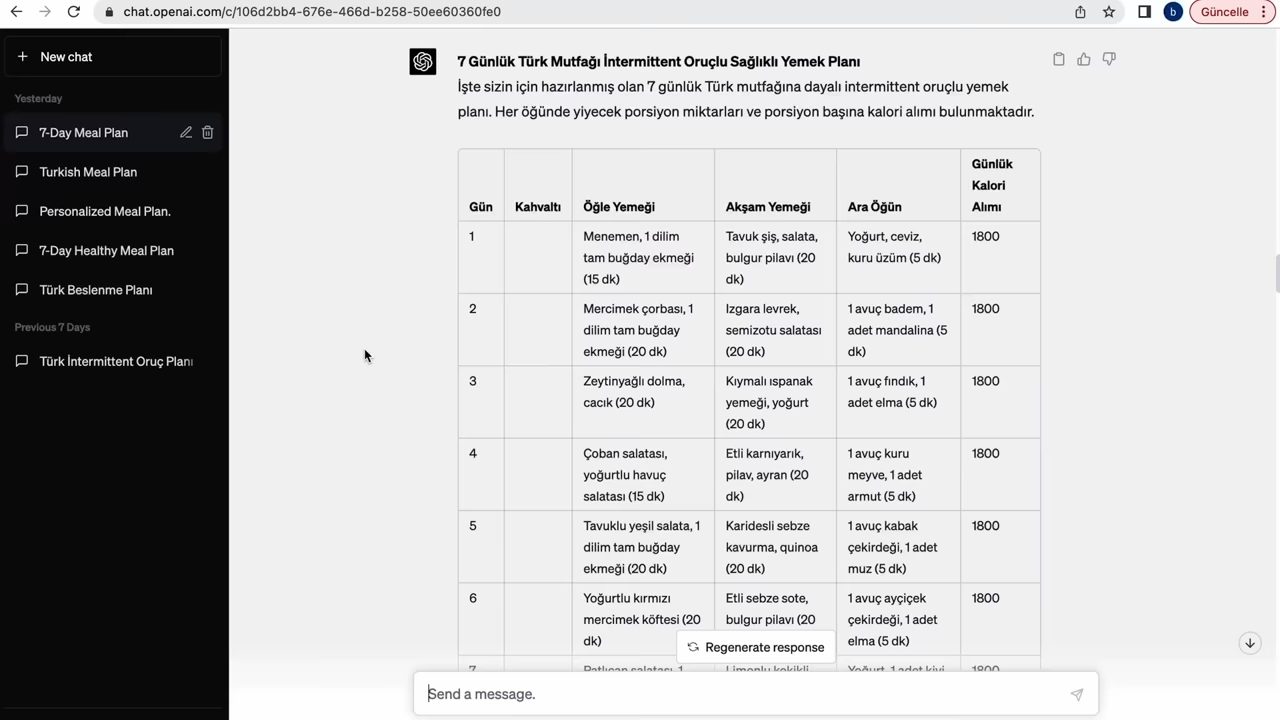 chat.openai.com/c/106d2bb4-676e-466d-b258-50ee60360fe0
b
Güncelle
New chat
Yesterday
7-Day Meal Plan
Turkish Meal Plan
Personalized Meal Plan.
7-Day Healthy Meal Plan
Türk Beslenme Planı
Previous 7 Days
Türk İntermittent Oruç Planı
7 Günlük Türk Mutfağı İntermittent Oruçlu Sağlıklı Yemek Planı
İşte sizin için hazırlanmış olan 7 günlük Türk mutfağına dayalı intermittent oruçlu yemek
planı. Her öğünde yiyecek porsiyon miktarları ve porsiyon başına kalori alımı bulunmaktadır.
Gün
Kahvaltı
Öğle Yemeği
Akşam Yemeği
Ara Öğün
Günlük
Kalori
Alımı
1
Menemen, 1 dilim
tam buğday ekmeği
(15 dk)
Tavuk şiş, salata,
bulgur pilavı (20
dk)
Yoğurt, ceviz,
kuru üzüm (5 dk)
1800
2
Mercimek çorbası, 1
dilim tam buğday
ekmeği (20 dk)
Izgara levrek,
semizotu salatası
(20 dk)
1 avuç badem, 1
adet mandalina (5
dk)
1800
3
Zeytinyağlı dolma,
cacık (20 dk)
Kıymalı ıspanak
yemeği, yoğurt
(20 dk)
1 avuç fındık, 1
adet elma (5 dk)
1800
4
Çoban salatası,
yoğurtlu havuç
salatası (15 dk)
Etli karnıyarık,
pilav, ayran (20
dk)
1 avuç kuru
meyve, 1 adet
armut (5 dk)
1800
5
Tavuklu yeşil salata, 1
dilim tam buğday
ekmeği (20 dk)
Karidesli sebze
kavurma, quinoa
(20 dk)
1 avuç kabak
çekirdeği, 1 adet
muz (5 dk)
1800
6
Yoğurtlu kırmızı
mercimek köftesi (20
dk)
Etli sebze sote,
bulgur pilavı (20
1 avuç ayçiçek
çekirdeği, 1 adet
elma (5 dk)
1800
7
Patlıcan salatası, 1
Limonlu kekikli
Yoğurt, 1 adet kivi
1800
Regenerate response
Send a message.